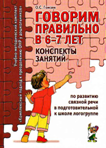 О.С. Гомзяк
ГОВОРИМ
ПРАВИЛЬНО
В 6-7 ЛЕТ
КОНСПЕКТЫ
ЗАНЯТИЙ
по развитию
связной речи
в подготовительной
к школе логогруппе